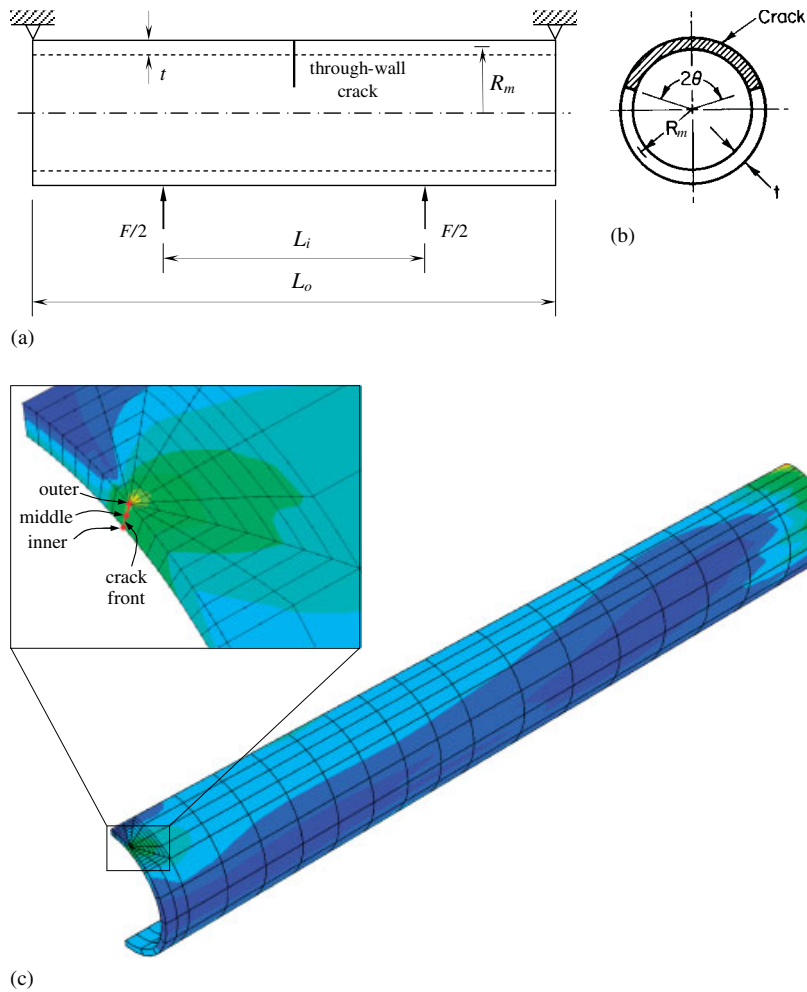 t
through-wall
crack
R_m
F/2
F/2
L_i
L_o
(a)
Crack
2θ
R_m
t
(b)
outer
middle
inner
crack
front
(c)